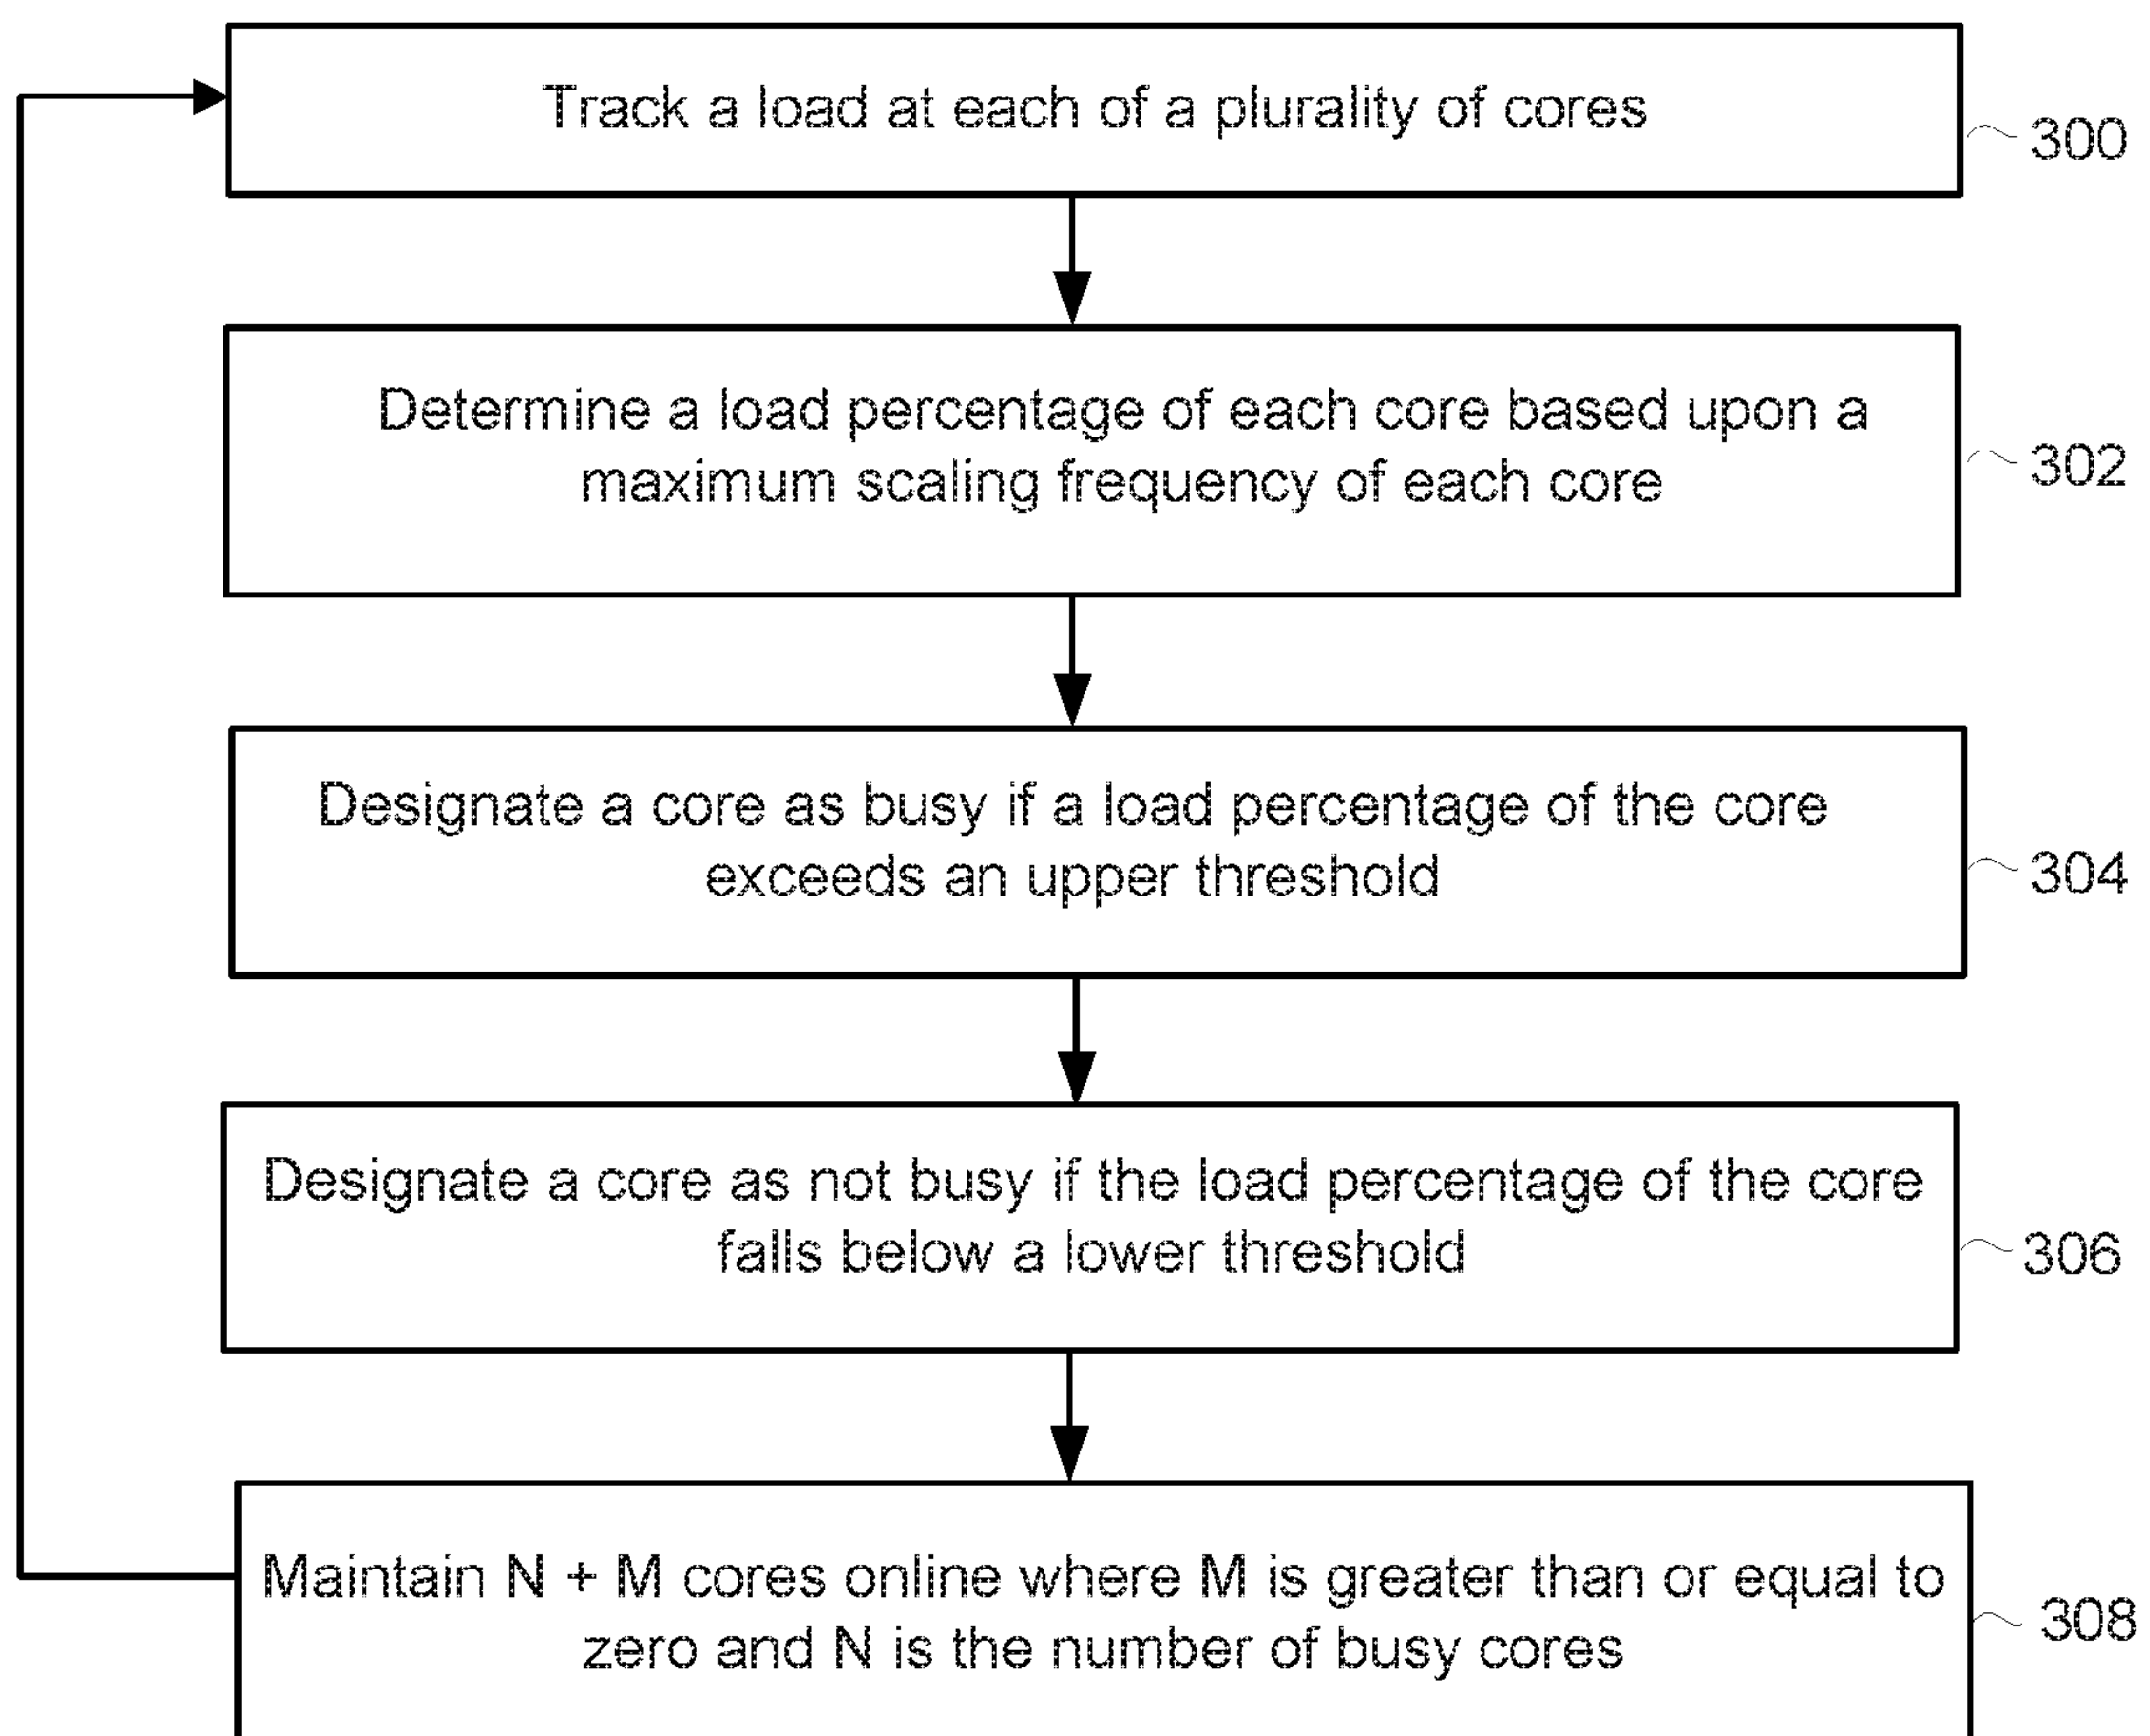 Track a load at each of a plurality of cores
300
Determine a load percentage of each core based upon a
maximum scaling frequency of each core
302
Designate a core as busy if a load percentage of the core
exceeds an upper threshold
304
Designate a core as not busy if the load percentage of the core
falls below a lower threshold
306
Maintain N + M cores online where M is greater than or equal to
zero and N is the number of busy cores
308